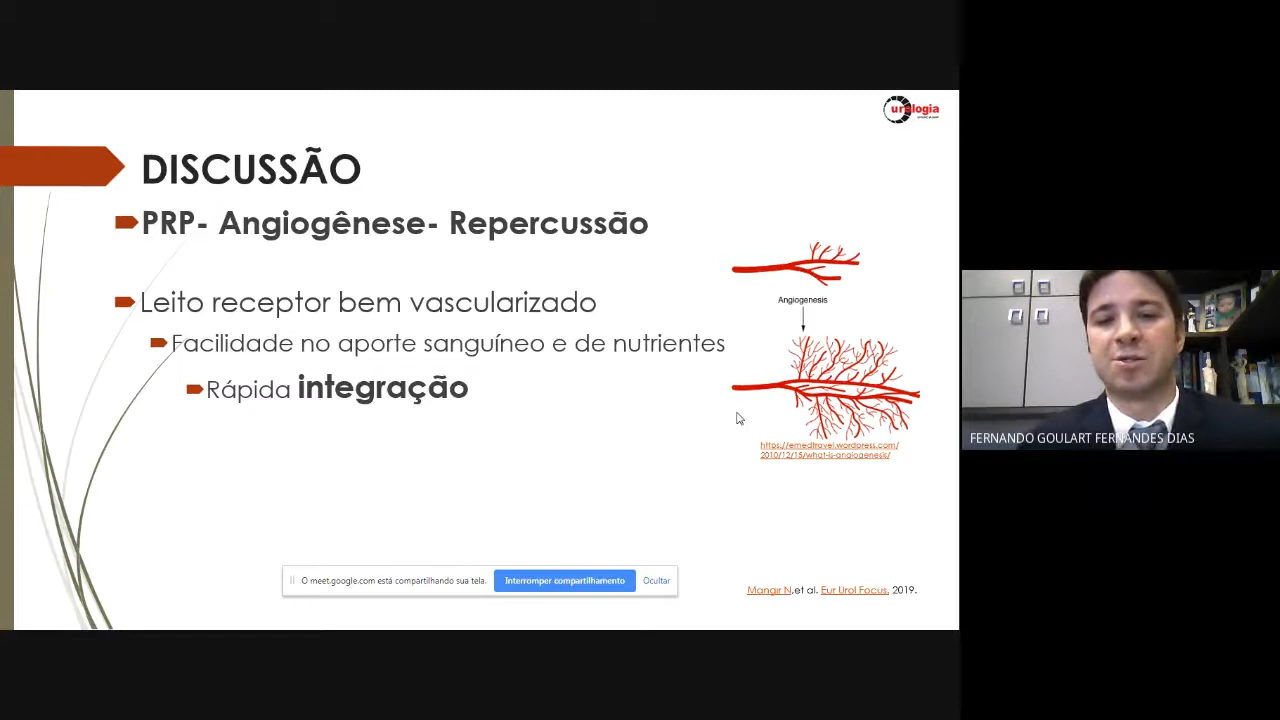 urologia
UNICAMP
DISCUSSÃO
PRP- Angiogênese- Repercussão
Leito receptor bem vascularizado
Facilidade no aporte sanguíneo e de nutrientes
Rápida integração
Angiogenesis
https://emedtravel.wordpress.com/
2010/12/15/what-is-angiogenesis/
O meet.google.com está compartilhando sua tela.
Interromper compartilhamento
Ocultar
Mangir N,et al. Eur Urol Focus. 2019.
FERNANDO GOULART FERNANDES DIAS